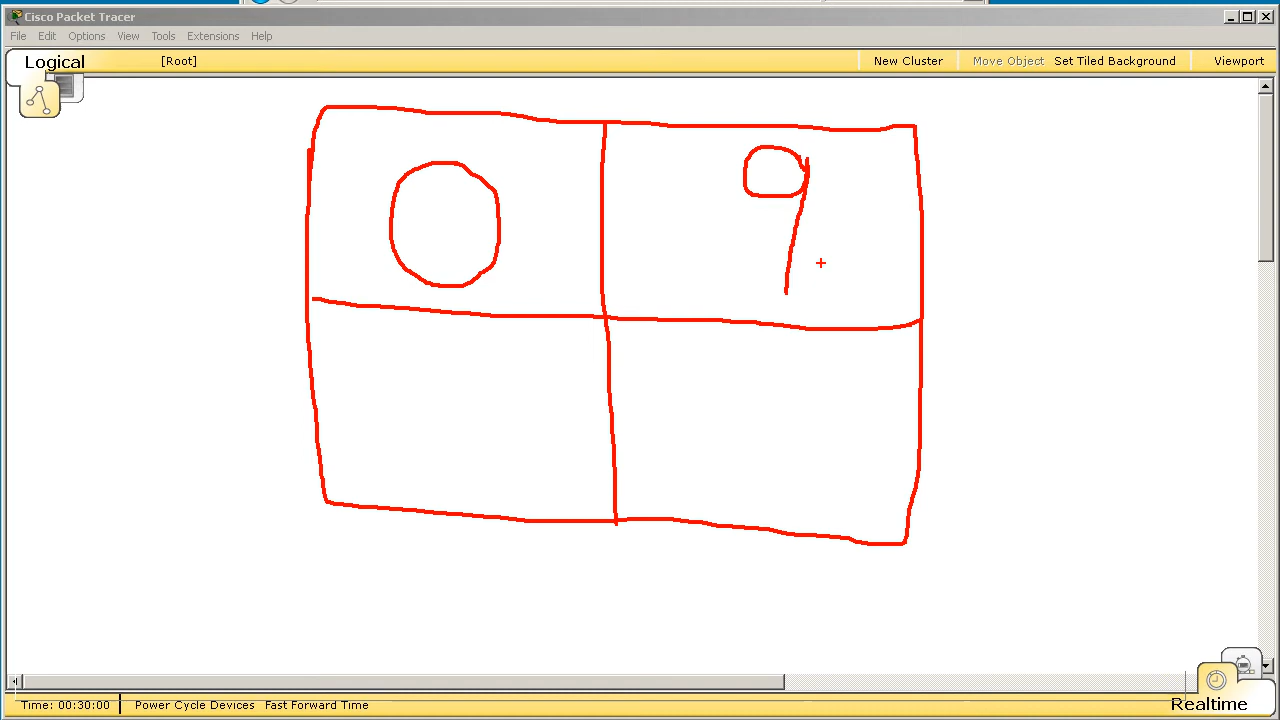 Cisco Packet Tracer
File Edit Options View Tools Extensions Help
Logical [Root] New Cluster Move Object Set Tiled Background Viewport
0 9
Time: 00:30:00 Power Cycle Devices Fast Forward Time
Realtime